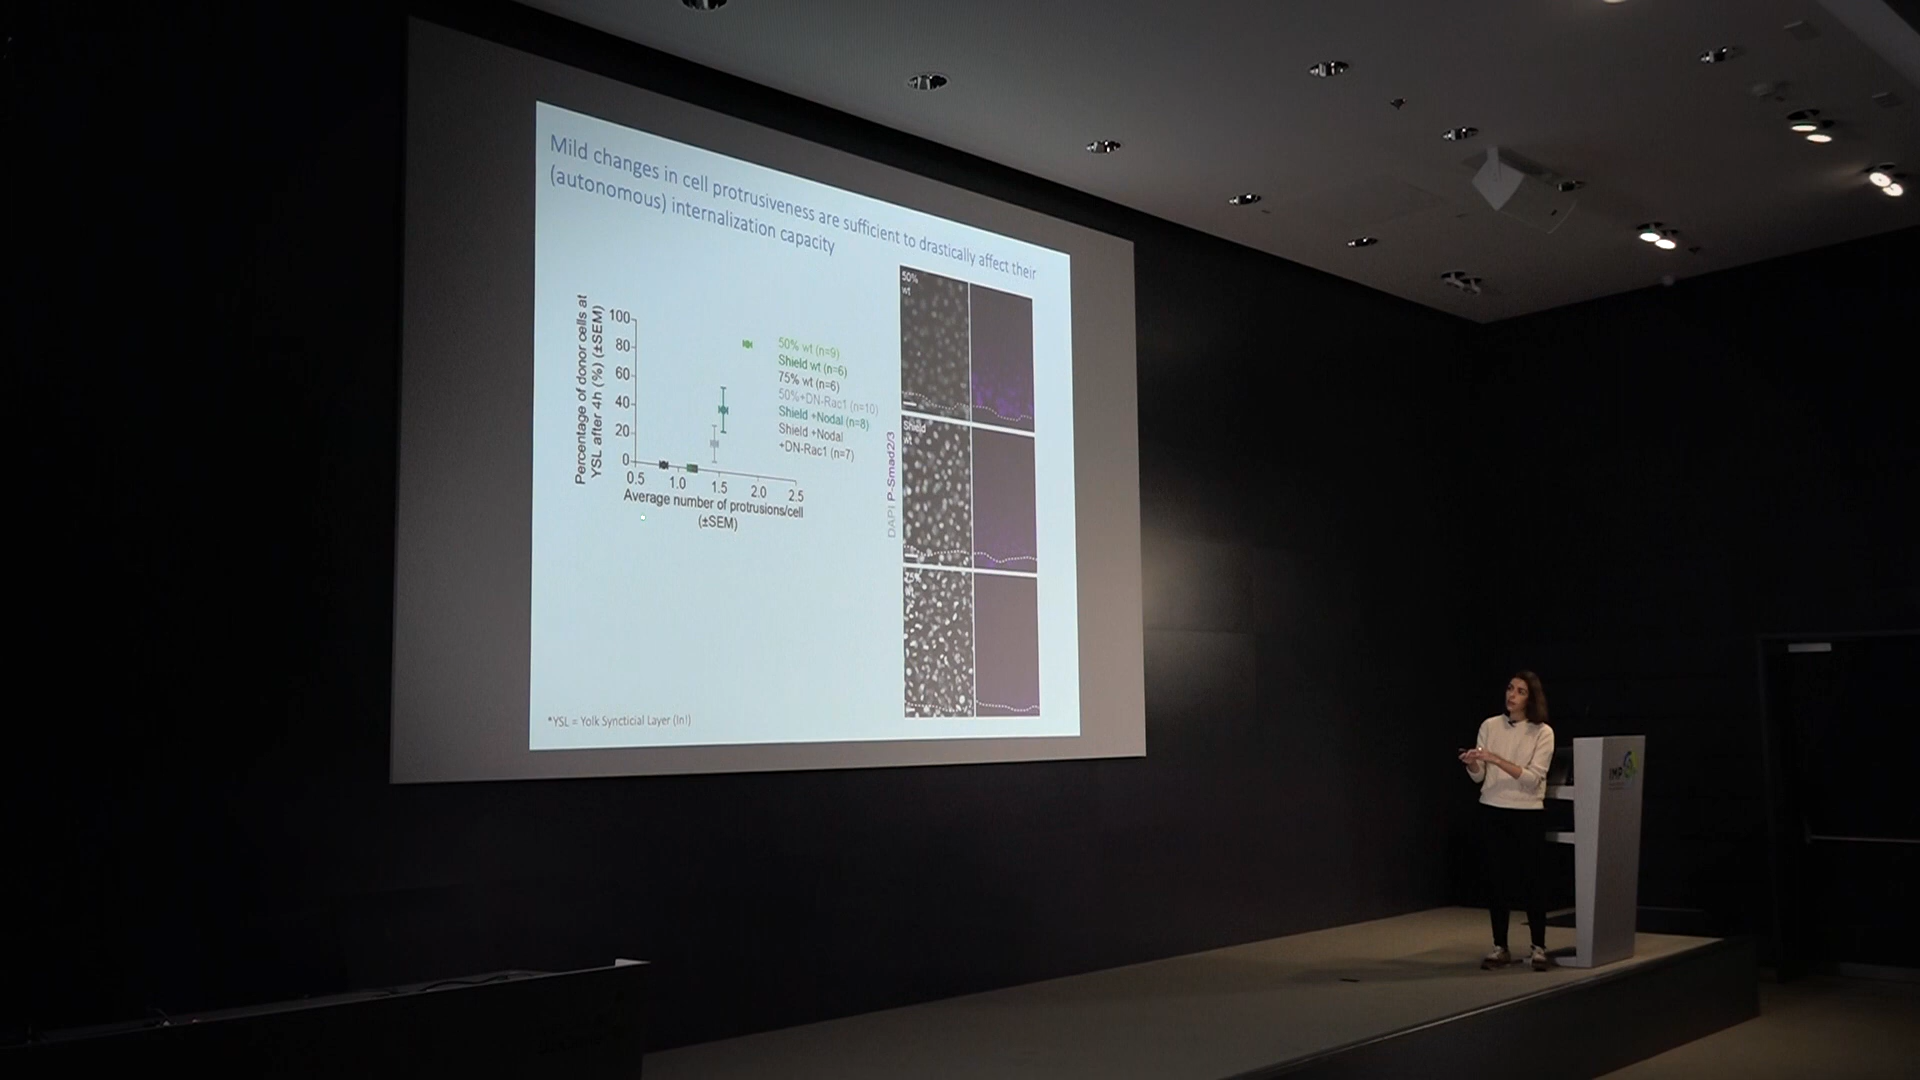 Mild changes in cell protrusiveness are sufficient to drastically affect their
(autonomous) internalization capacity
Percentage of donor cells at
YSL after 4h (%) (±SEM)
100
80
60
40
20
0
0.5
1.0
1.5
2.0
2.5
Average number of protrusions/cell
(±SEM)
50% wt (n=9)
Shield wt (n=6)
75% wt (n=6)
50%+DN-Rac1 (n=10)
Shield +Nodal (n=8)
Shield +Nodal
+DN-Rac1 (n=7)
DAPI P-Smad2/3
50%
wt
Shield
wt
75%
*YSL = Yolk Syncticial Layer (In!)
IMP